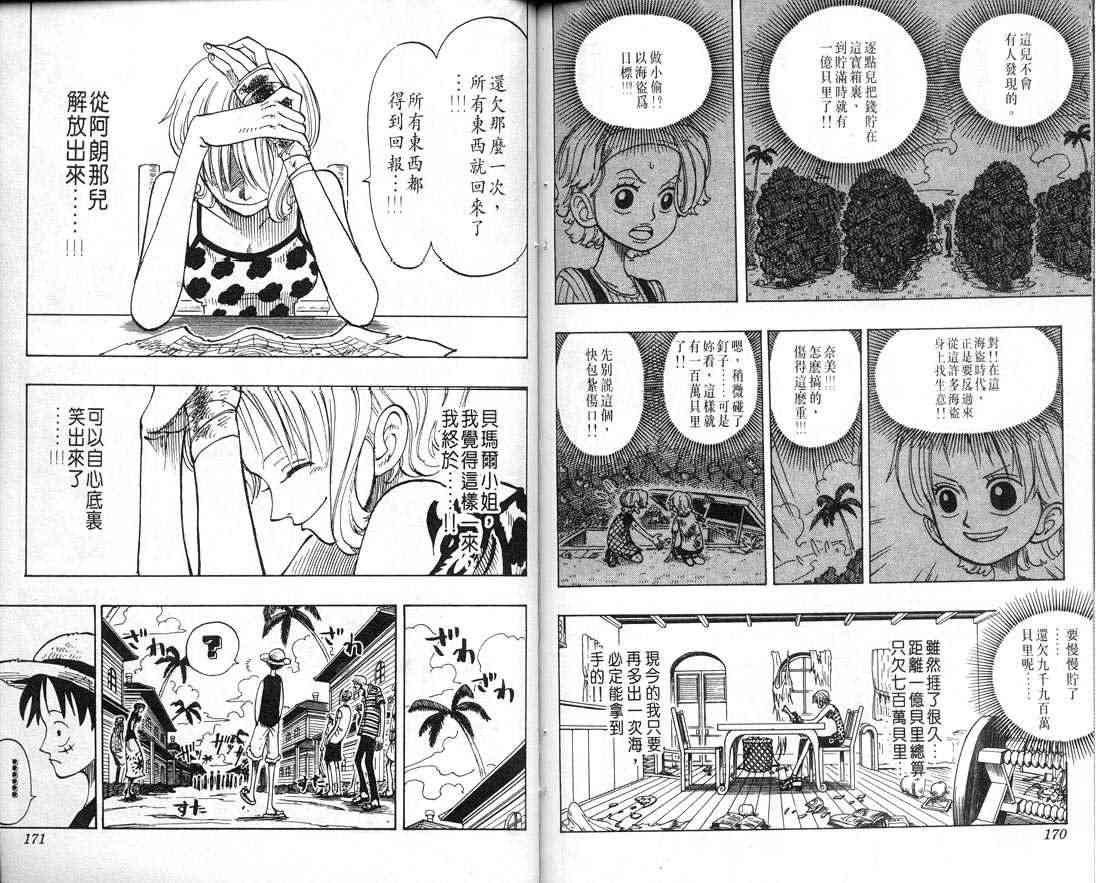 這兒不會
有人發現的。
逐點兒把錢貯在
這寶箱裏、
到貯滿時就有
一億貝里了!!
做小偷!?
以海盜爲
目標!!!
對!!在這
海盜時代,
正是要反過來
從這許多海盜
身上找生意!!
奈美!!!
怎麼搞的,
傷得這麼重!!!
嗯,稍微碰了
釘子……可是
妳看,這樣就
有一百萬貝里
了!!
先别說這個,
快包紮傷口!!
……要慢慢貯了
還欠九千九百萬
貝里呢……
雖然捱了很久…
距離一億貝里總算
只欠七百萬貝里…
現今的我只要
再多出一次海,
必定能拿到
手的!!
170
還欠那麼一次,
所有東西就回來了
…!!!
所有東西都
得到回報…!!!
從阿朗那兒
解放出來………!!!
貝瑪爾小姐,
我覺得這樣一來
我終於……!!
可以自心底裏
笑出來了
……!!!
ざわ
ざわ
?
すた
すた
……
171